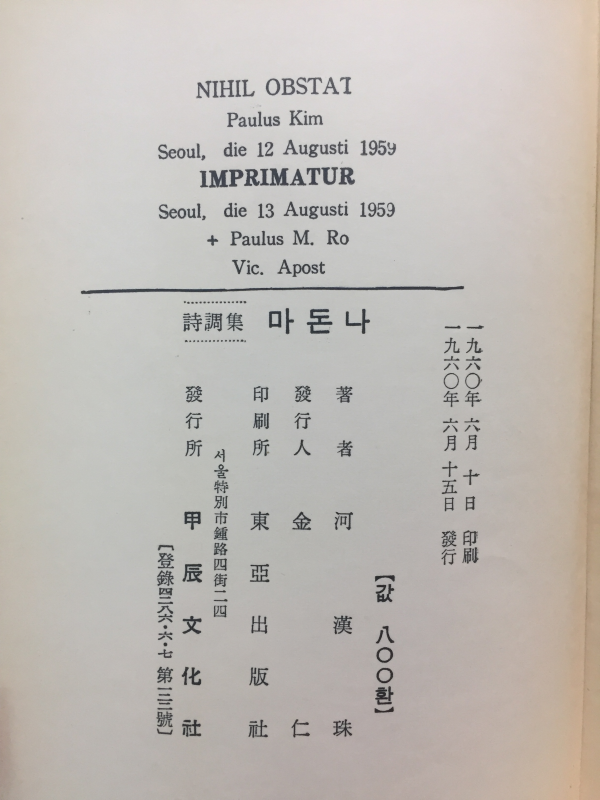 NIHIL OBSTAT
Paulus Kim
Seoul, die 12 Augusti 1959
IMPRIMATUR
Seoul, die 13 Augusti 1959
+ Paulus M. Ro
Vic. Apost
詩調集 마돈나
一九六〇年 六月 十日 印刷
一九六〇年 六月 十五日 發行
【값 八〇〇환】
著者 河漢珠
發行人 金仁
印刷所 東亞出版社
서울特別市鍾路四街二四
發行所 甲辰文化社
〔登錄四二八六·六·七 第一三三號〕